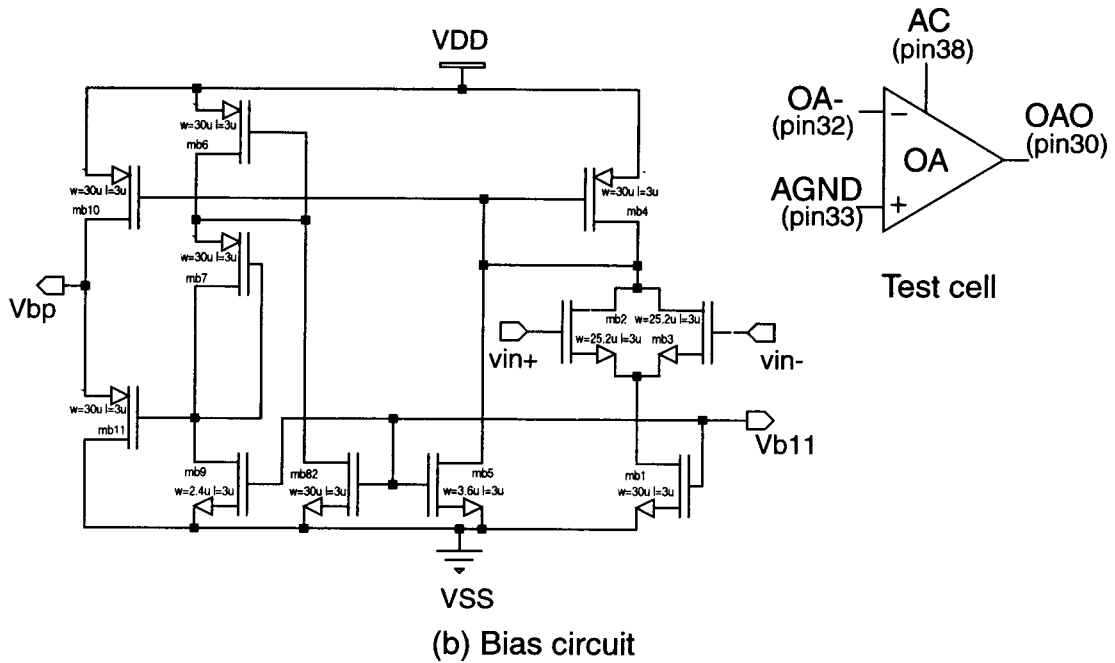 VDD
w=30u l=3u
mb6
w=30u l=3u
mb10
w=30u l=3u
mb4
w=30u l=3u
mb7
Vbp
mb2
w=25.2u l=3u
w=25.2u l=3u
mb3
vin+
vin-
w=30u l=3u
mb11
Vb11
mb9
w=2.4u l=3u
mb82
w=30u l=3u
mb5
w=3.6u l=3u
mb1
w=30u l=3u
VSS
(b) Bias circuit
AC
(pin38)
OA-
(pin32)
−
OA
OAO
(pin30)
AGND
(pin33)
+
Test cell